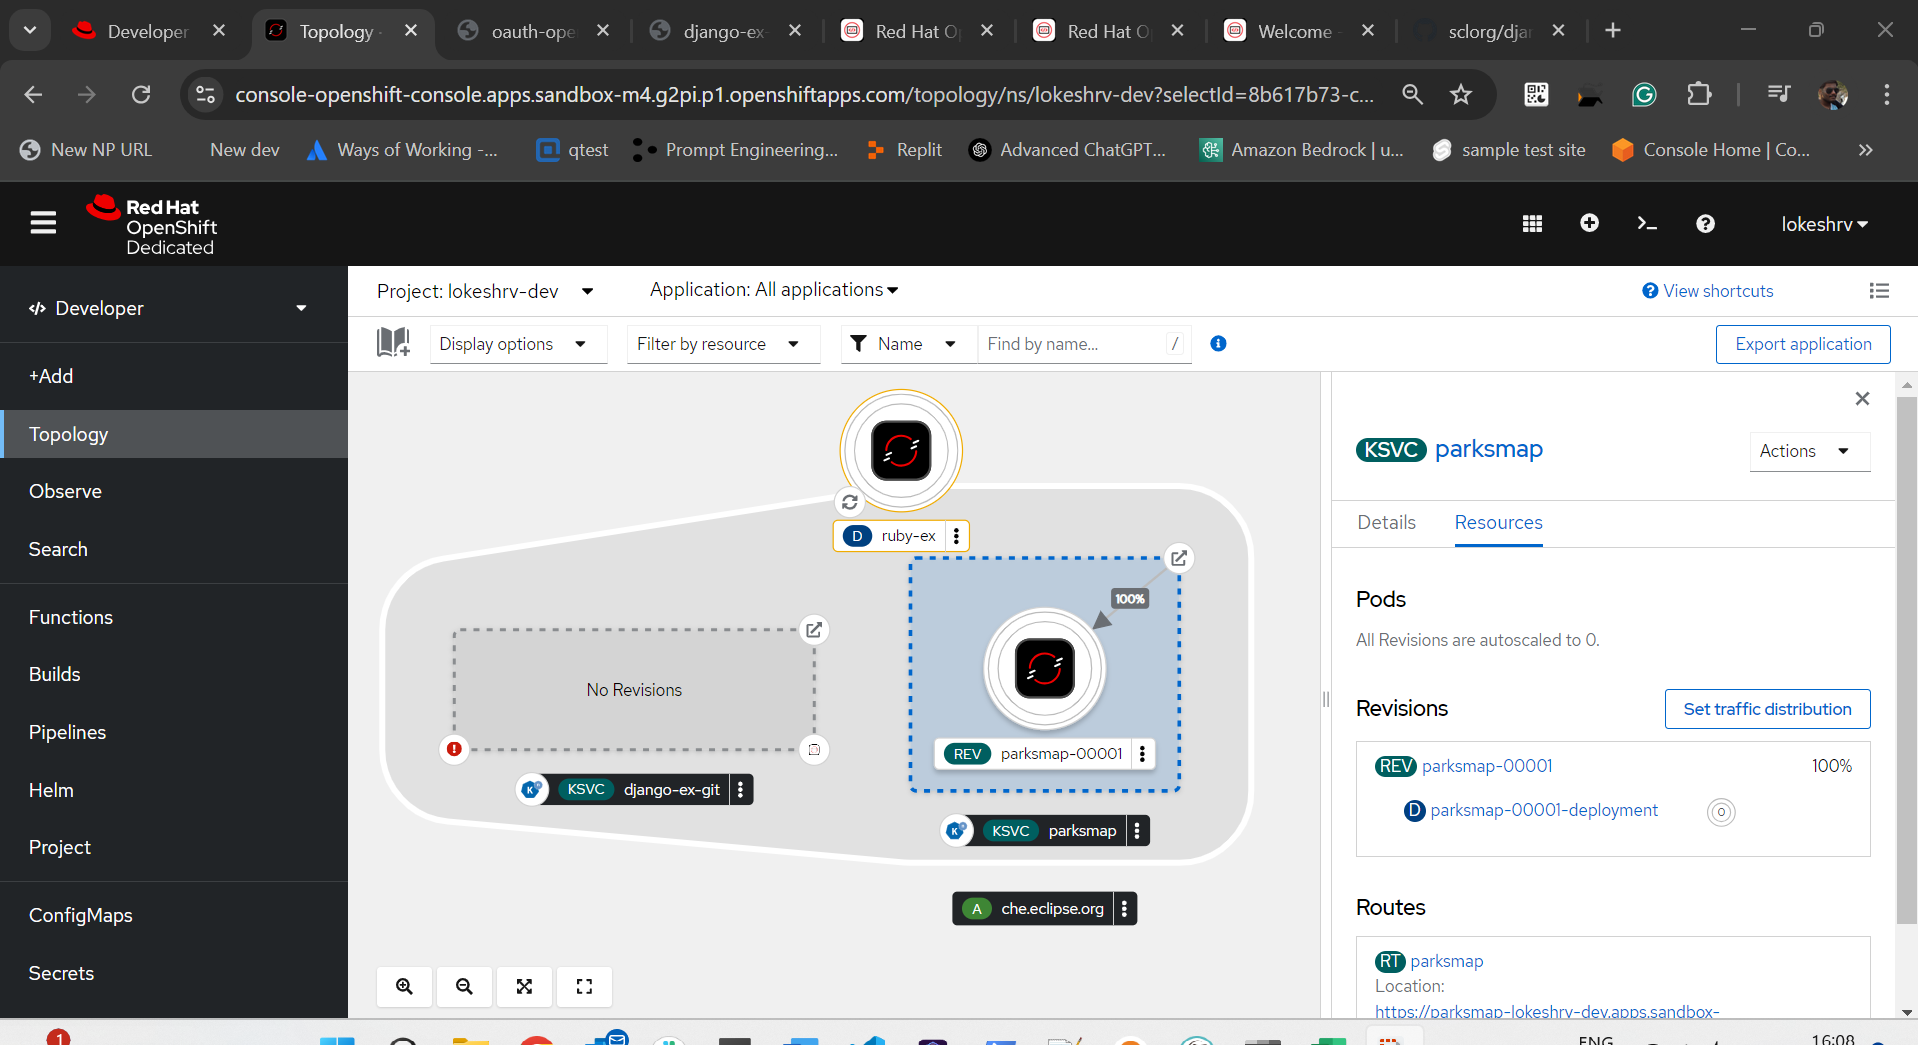 Developer
Topology
oauth-ope
django-ex-
Red Hat O
Red Hat O
Welcome
sclorg/djar
console-openshift-console.apps.sandbox-m4.g2pi.p1.openshiftapps.com/topology/ns/lokeshrv-dev?selectId=8b617b73-c...
New NP URL
New dev
Ways of Working -...
qtest
Prompt Engineering...
Replit
Advanced ChatGPT...
Amazon Bedrock | u...
sample test site
Console Home | Co...
Red Hat
OpenShift
Dedicated
lokeshrv
Developer
+Add
Topology
Observe
Search
Functions
Builds
Pipelines
Helm
Project
ConfigMaps
Secrets
Project: lokeshrv-dev
Application: All applications
View shortcuts
Display options
Filter by resource
Name
Find by name...
/
Export application
D ruby-ex
100%
No Revisions
REV parksmap-00001
KSVC django-ex-git
KSVC parksmap
A che.eclipse.org
KSVC parksmap
Actions
Details
Resources
Pods
All Revisions are autoscaled to 0.
Revisions
Set traffic distribution
REV parksmap-00001
100%
D parksmap-00001-deployment
0
Routes
RT parksmap
Location:
https://parksmap-lokeshrv-dev.apps.sandbox-
1
ENG
16:08